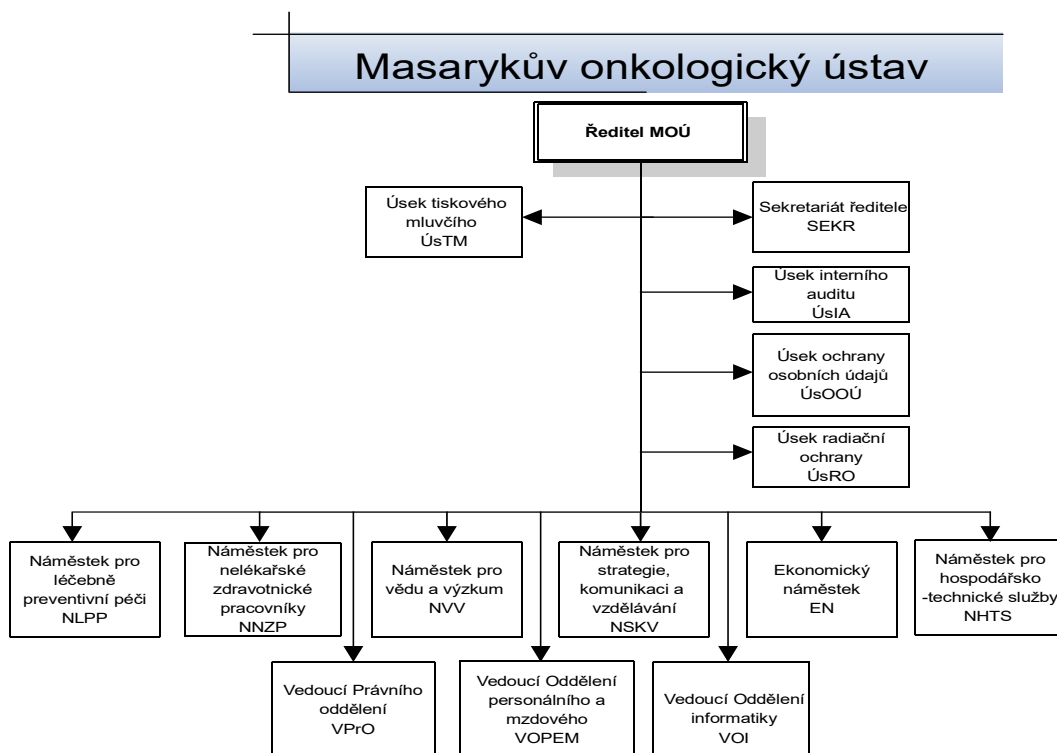 Masarykův onkologický ústav
Ředitel MOÚ
Úsek tiskového
mluvčího
ÚsTM
Sekretariát ředitele
SEKR
Úsek interního
auditu
ÚsIA
Úsek ochrany
osobních údajů
ÚsOOÚ
Úsek radiační
ochrany
ÚsRO
Náměstek pro
léčebně
preventivní péči
NLPP
Náměstek pro
nelékařské
zdravotnické
pracovníky
NNZP
Náměstek pro
vědu a výzkum
NVV
Náměstek pro
strategie,
komunikaci a
vzdělávání
NSKV
Ekonomický
náměstek
EN
Náměstek pro
hospodářsko
-technické služby
NHTS
Vedoucí Právního
oddělení
VPrO
Vedoucí Oddělení
personálního a
mzdového
VOPEM
Vedoucí Oddělení
informatiky
VOI